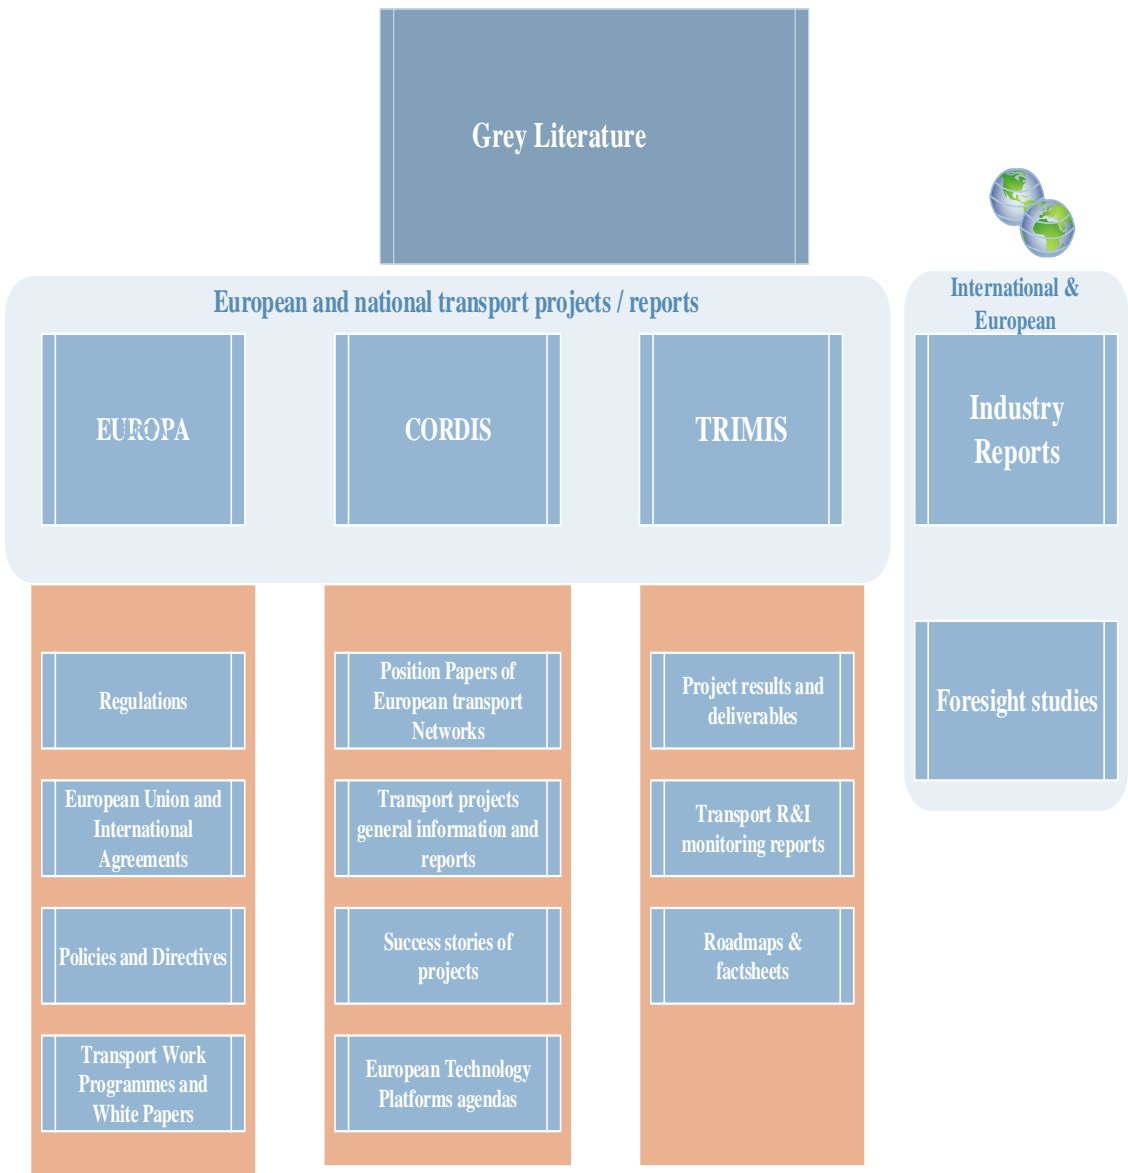 Grey Literature
European and national transport projects / reports
International &
European
EUROPA
CORDIS
TRIMIS
Industry
Reports
Regulations
European Union and
International
Agreements
Policies and Directives
Transport Work
Programmes and
White Papers
Position Papers of
European transport
Networks
Transport projects
general information and
reports
Success stories of
projects
European Technology
Platforms agendas
Project results and
deliverables
Transport R&I
monitoring reports
Roadmaps &
factsheets
Foresight studies